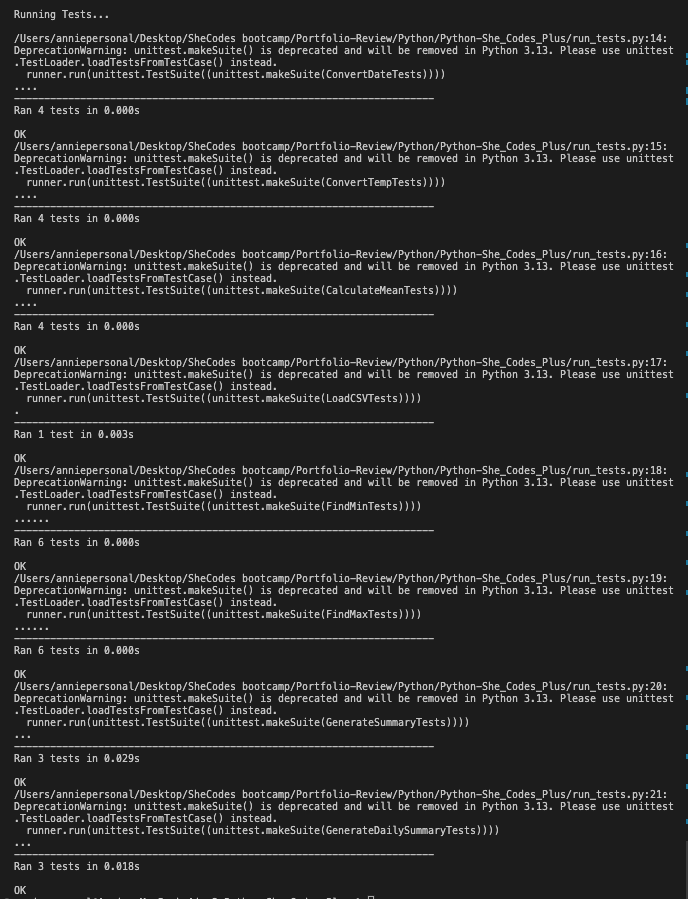 Running Tests...
/Users/anniepersonal/Desktop/SheCodes bootcamp/Portfolio-Review/Python/Python-She_Codes_Plus/run_tests.py:14:
DeprecationWarning: unittest.makeSuite() is deprecated and will be removed in Python 3.13. Please use unittest
.TestLoader.loadTestsFromTestCase() instead.
  runner.run(unittest.TestSuite((unittest.makeSuite(ConvertDateTests))))
....
----------------------------------------------------------------------
Ran 4 tests in 0.000s
OK
/Users/anniepersonal/Desktop/SheCodes bootcamp/Portfolio-Review/Python/Python-She_Codes_Plus/run_tests.py:15:
DeprecationWarning: unittest.makeSuite() is deprecated and will be removed in Python 3.13. Please use unittest
.TestLoader.loadTestsFromTestCase() instead.
  runner.run(unittest.TestSuite((unittest.makeSuite(ConvertTempTests))))
....
----------------------------------------------------------------------
Ran 4 tests in 0.000s
OK
/Users/anniepersonal/Desktop/SheCodes bootcamp/Portfolio-Review/Python/Python-She_Codes_Plus/run_tests.py:16:
DeprecationWarning: unittest.makeSuite() is deprecated and will be removed in Python 3.13. Please use unittest
.TestLoader.loadTestsFromTestCase() instead.
  runner.run(unittest.TestSuite((unittest.makeSuite(CalculateMeanTests))))
....
----------------------------------------------------------------------
Ran 4 tests in 0.000s
OK
/Users/anniepersonal/Desktop/SheCodes bootcamp/Portfolio-Review/Python/Python-She_Codes_Plus/run_tests.py:17:
DeprecationWarning: unittest.makeSuite() is deprecated and will be removed in Python 3.13. Please use unittest
.TestLoader.loadTestsFromTestCase() instead.
  runner.run(unittest.TestSuite((unittest.makeSuite(LoadCSVTests))))
.
----------------------------------------------------------------------
Ran 1 test in 0.003s
OK
/Users/anniepersonal/Desktop/SheCodes bootcamp/Portfolio-Review/Python/Python-She_Codes_Plus/run_tests.py:18:
DeprecationWarning: unittest.makeSuite() is deprecated and will be removed in Python 3.13. Please use unittest
.TestLoader.loadTestsFromTestCase() instead.
  runner.run(unittest.TestSuite((unittest.makeSuite(FindMinTests))))
......
----------------------------------------------------------------------
Ran 6 tests in 0.000s
OK
/Users/anniepersonal/Desktop/SheCodes bootcamp/Portfolio-Review/Python/Python-She_Codes_Plus/run_tests.py:19:
DeprecationWarning: unittest.makeSuite() is deprecated and will be removed in Python 3.13. Please use unittest
.TestLoader.loadTestsFromTestCase() instead.
  runner.run(unittest.TestSuite((unittest.makeSuite(FindMaxTests))))
......
----------------------------------------------------------------------
Ran 6 tests in 0.000s
OK
/Users/anniepersonal/Desktop/SheCodes bootcamp/Portfolio-Review/Python/Python-She_Codes_Plus/run_tests.py:20:
DeprecationWarning: unittest.makeSuite() is deprecated and will be removed in Python 3.13. Please use unittest
.TestLoader.loadTestsFromTestCase() instead.
  runner.run(unittest.TestSuite((unittest.makeSuite(GenerateSummaryTests))))
...
----------------------------------------------------------------------
Ran 3 tests in 0.029s
OK
/Users/anniepersonal/Desktop/SheCodes bootcamp/Portfolio-Review/Python/Python-She_Codes_Plus/run_tests.py:21:
DeprecationWarning: unittest.makeSuite() is deprecated and will be removed in Python 3.13. Please use unittest
.TestLoader.loadTestsFromTestCase() instead.
  runner.run(unittest.TestSuite((unittest.makeSuite(GenerateDailySummaryTests))))
...
----------------------------------------------------------------------
Ran 3 tests in 0.018s
OK